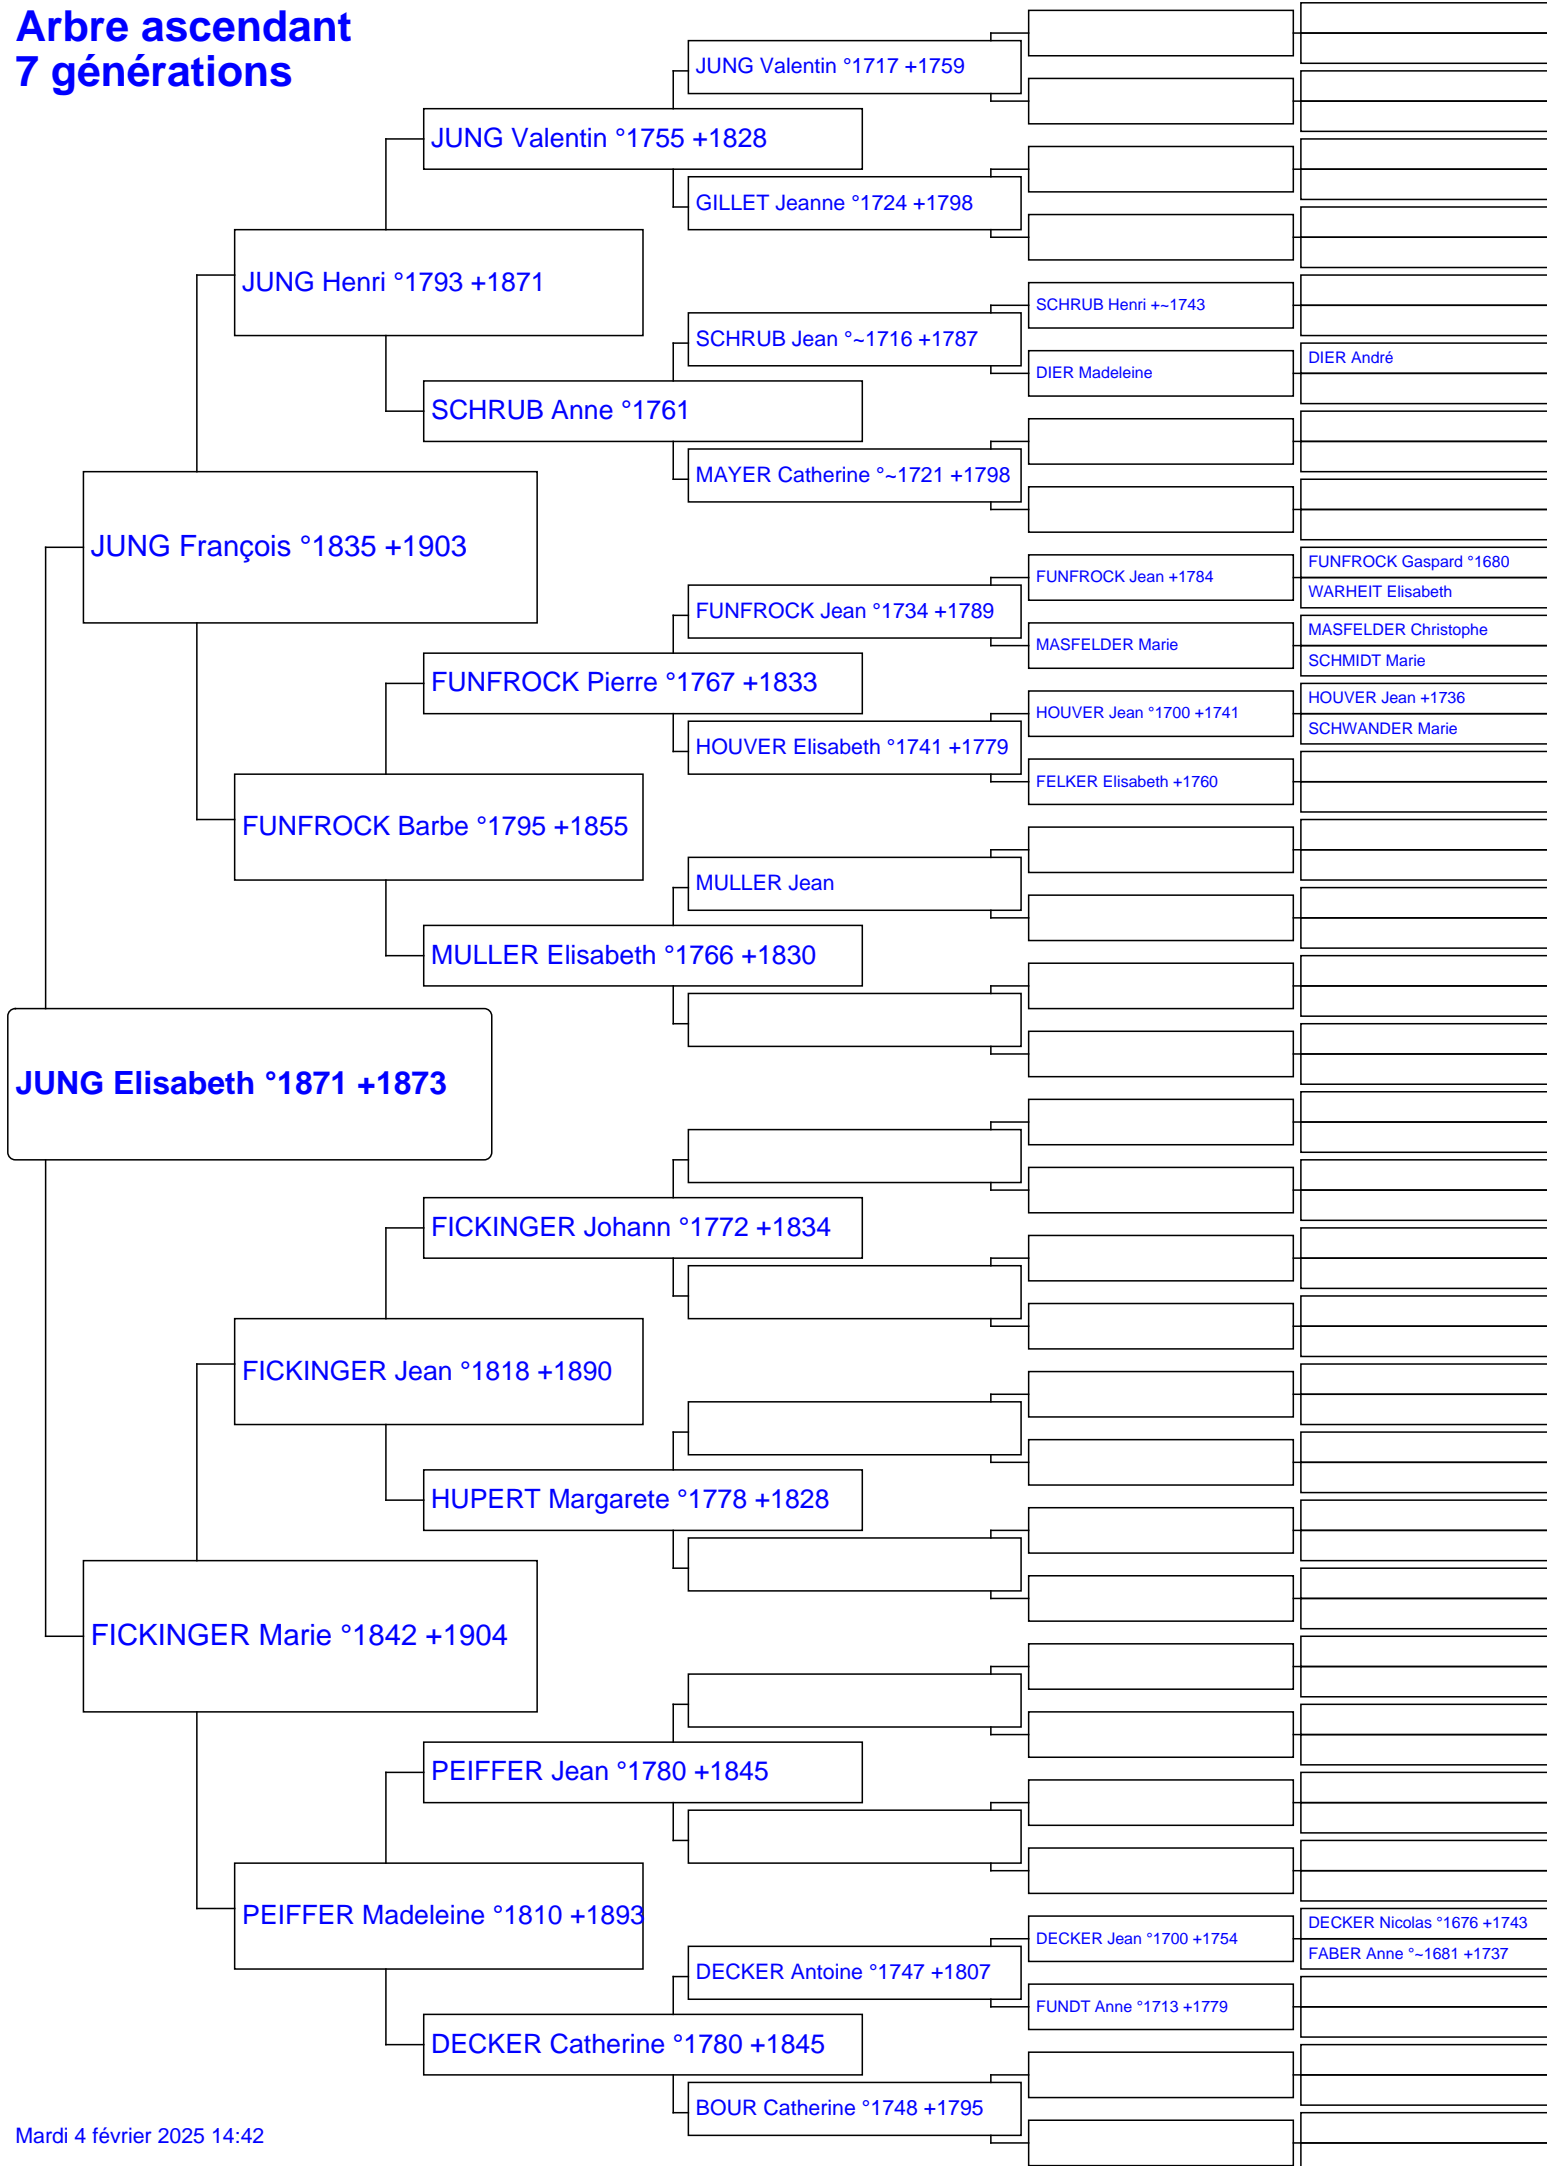 Arbre ascendant
7 générations
JUNG Valentin °1717 +1759
JUNG Valentin °1755 +1828
GILLET Jeanne °1724 +1798
JUNG Henri °1793 +1871
SCHRUB Henri +~1743
SCHRUB Jean °~1716 +1787
DIER André
DIER Madeleine
SCHRUB Anne °1761
MAYER Catherine °~1721 +1798
JUNG François °1835 +1903
FUNFROCK Gaspard °1680
FUNFROCK Jean +1784
WARHEIT Elisabeth
FUNFROCK Jean °1734 +1789
MASFELDER Christophe
MASFELDER Marie
SCHMIDT Marie
FUNFROCK Pierre °1767 +1833
HOUVER Jean +1736
HOUVER Jean °1700 +1741
SCHWANDER Marie
HOUVER Elisabeth °1741 +1779
FELKER Elisabeth +1760
FUNFROCK Barbe °1795 +1855
MULLER Jean
MULLER Elisabeth °1766 +1830
JUNG Elisabeth °1871 +1873
FICKINGER Johann °1772 +1834
FICKINGER Jean °1818 +1890
HUPERT Margarete °1778 +1828
FICKINGER Marie °1842 +1904
PEIFFER Jean °1780 +1845
PEIFFER Madeleine °1810 +1893
DECKER Nicolas °1676 +1743
DECKER Jean °1700 +1754
FABER Anne °~1681 +1737
DECKER Antoine °1747 +1807
FUNDT Anne °1713 +1779
DECKER Catherine °1780 +1845
BOUR Catherine °1748 +1795
Mardi 4 février 2025 14:42